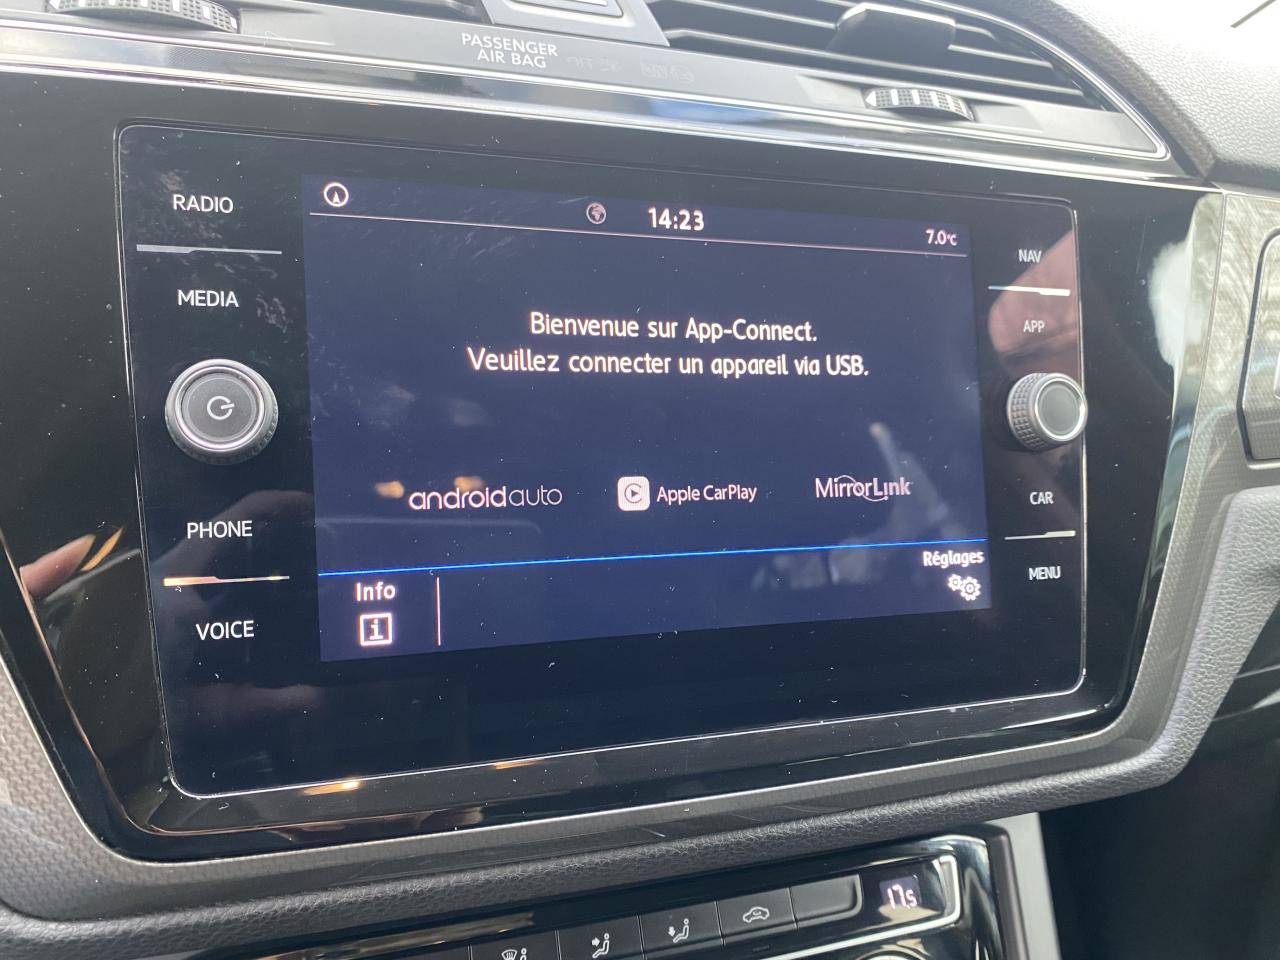 PASSENGER
AIR BAG
RADIO
MEDIA
PHONE
VOICE
14:23
7.0°C
Bienvenue sur App-Connect.
Veuillez connecter un appareil via USB.
androidauto
Apple CarPlay
MirrorLink
Info
i
Réglages
NAV
APP
CAR
MENU
17.5